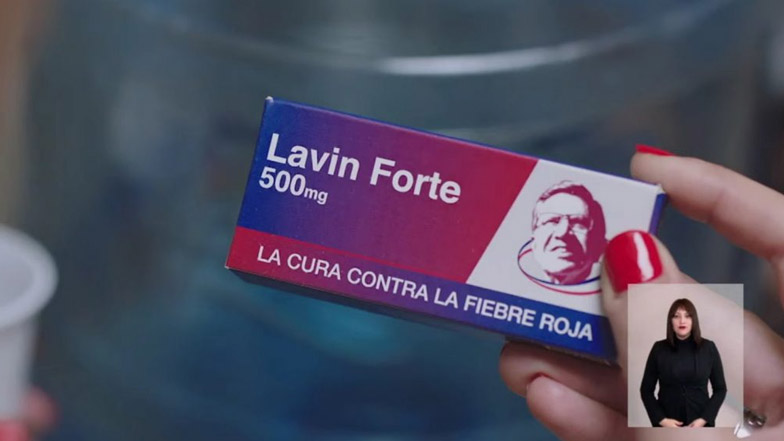 Lavin Forte
500mg
LA CURA CONTRA LA FIEBRE ROJA